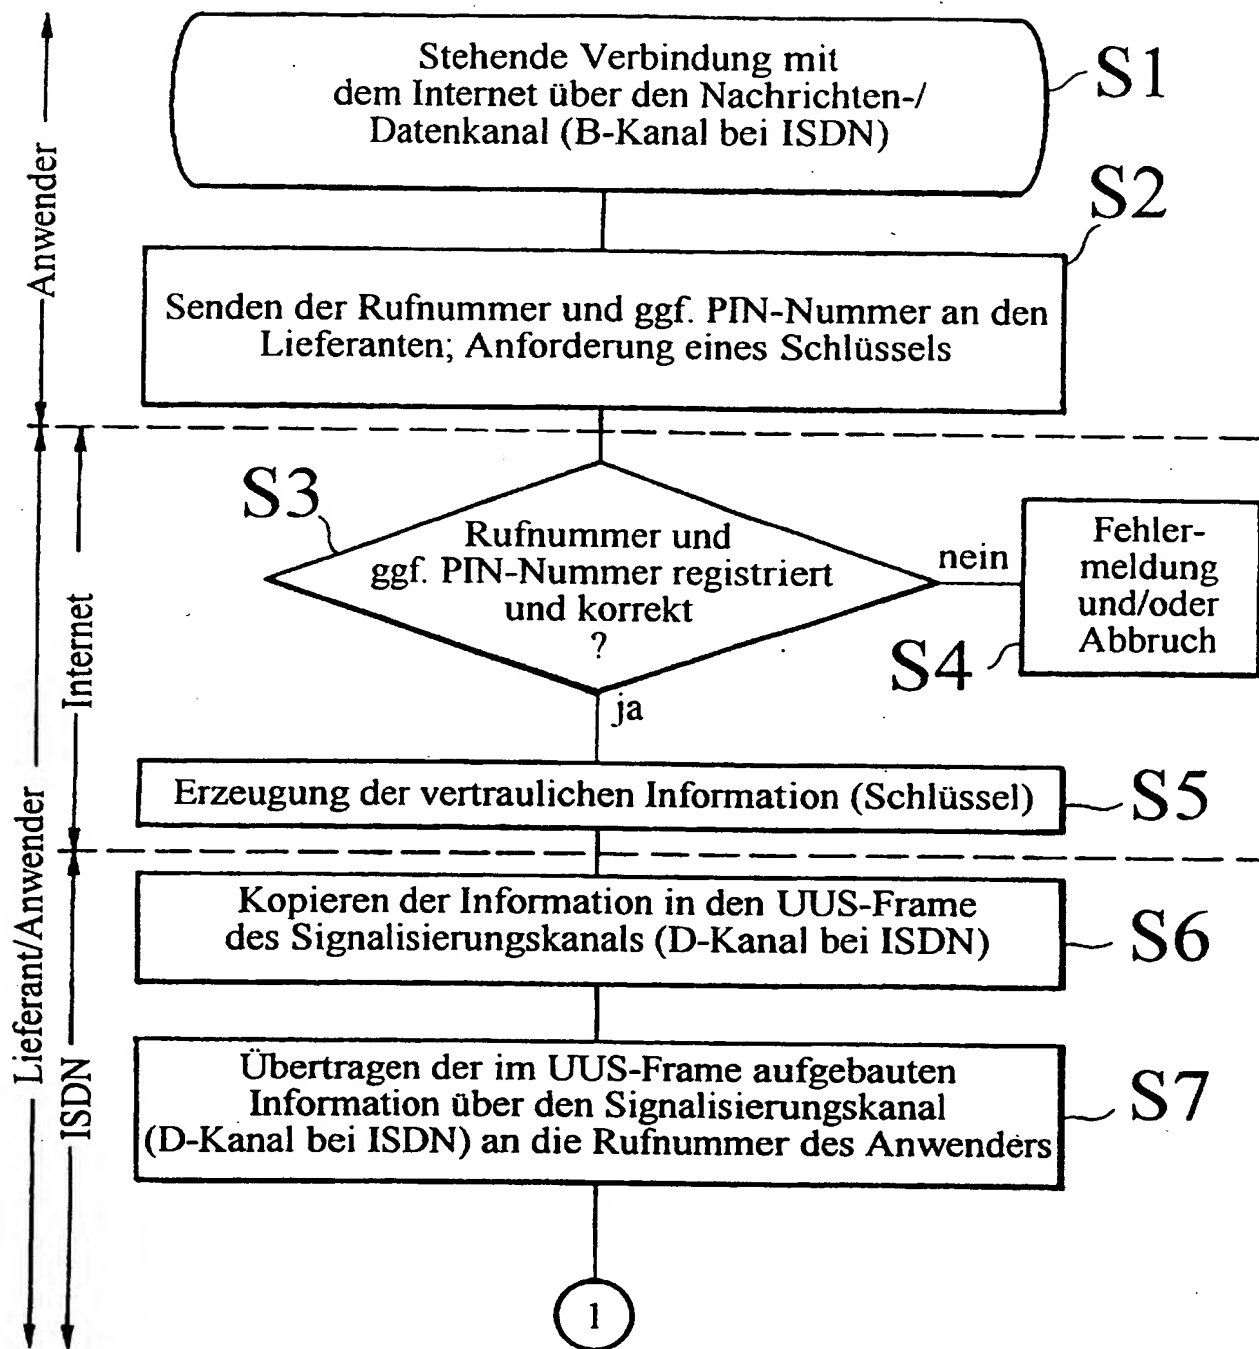 Stehende Verbindung mit
dem Internet über den Nachrichten-/
Datenkanal (B-Kanal bei ISDN)
S1
S2
Anwender
Senden der Rufnummer und ggf. PIN-Nummer an den
Lieferanten; Anforderung eines Schlüssels
S3
Rufnummer und
ggf. PIN-Nummer registriert
und korrekt
?
nein
Fehler-
meldung
und/oder
Abbruch
S4
ja
Internet
Erzeugung der vertraulichen Information (Schlüssel)
S5
Lieferant/Anwender
Kopieren der Information in den UUS-Frame
des Signalisierungskanals (D-Kanal bei ISDN)
S6
ISDN
Übertragen der im UUS-Frame aufgebauten
Information über den Signalisierungskanal
(D-Kanal bei ISDN) an die Rufnummer des Anwenders
S7
1